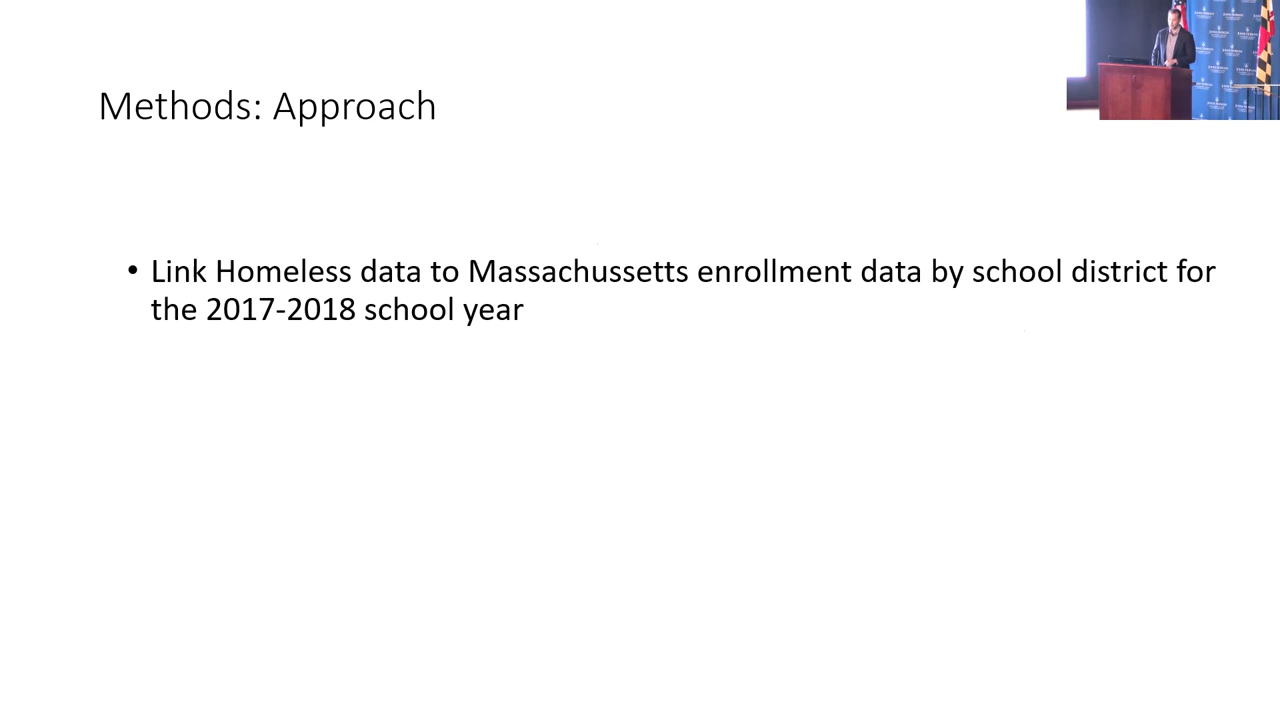 Methods: Approach
• Link Homeless data to Massachussetts enrollment data by school district for
the 2017-2018 school year